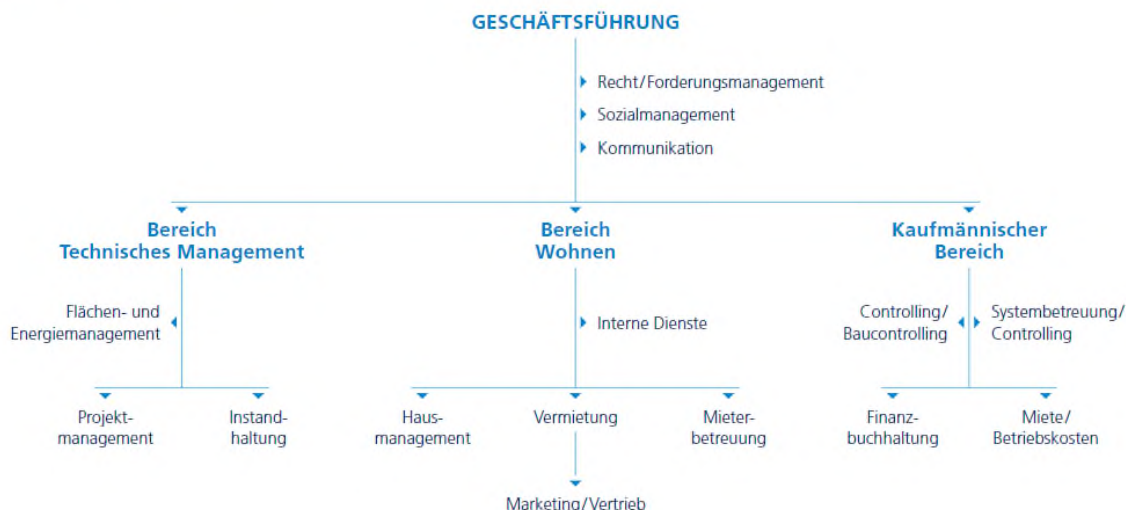 GESCHÄFTSFÜHRUNG
Recht/Forderungsmanagement
Sozialmanagement
Kommunikation
Bereich
Technisches Management
Bereich
Wohnen
Kaufmännischer
Bereich
Flächen- und
Energiemanagement
Interne Dienste
Controlling/
Baucontrolling
Systembetreuung/
Controlling
Projekt-
management
Instand-
haltung
Haus-
management
Vermietung
Mieter-
betreuung
Finanz-
buchhaltung
Miete/
Betriebskosten
Marketing/Vertrieb